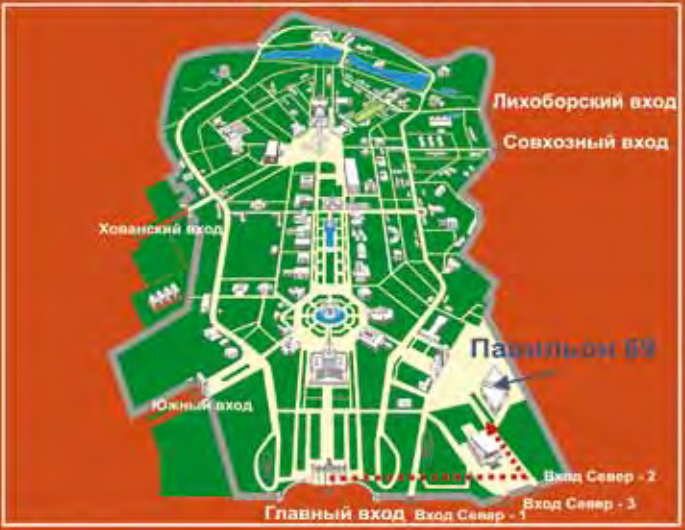 Лихоборский вход
Совхозный вход
Хованский вход
Павильон 69
Южный вход
Вход Север - 2
Вход Север - 3
Главный вход Вход Север - 1